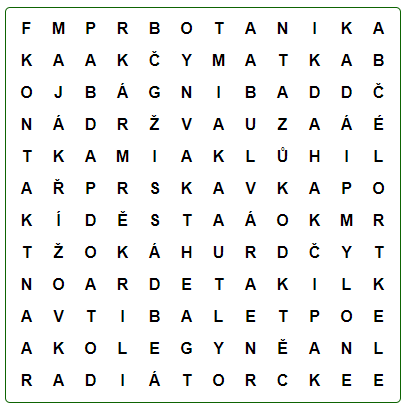 F M P R B O T A N I K A
K A A K Č Y M A T K A B
O J B Á G N I B A D D Č
N Á D R Ž V A U Z A Á É
T K A M I A K L Ů H I L
A Ř P R S K A V K A P O
K Í D Ě S T A Á O K M R
T Ž O K Á H U R D Č Y T
N O A R D E T A K I L K
A V T I B A L E T P O E
A K O L E G Y N Ě A N L
R A D I Á T O R C K E E